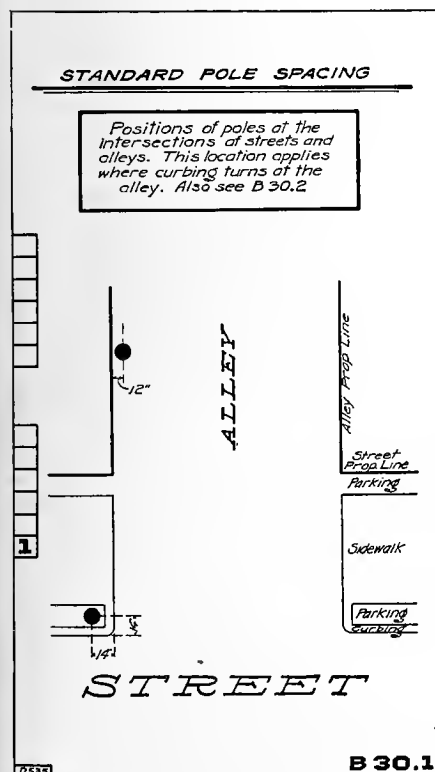 STANDARD POLE SPACING
Positions of poles at the
Intersections of streets and
alleys. This location applies
where curbing turns at the
alley. Also see B 30.2
ALLEY
Alley Prop Line
12"
Street
Prop Line
Parking
Sidewalk
1
Parking
Curbing
14"
STREET
B 30.1